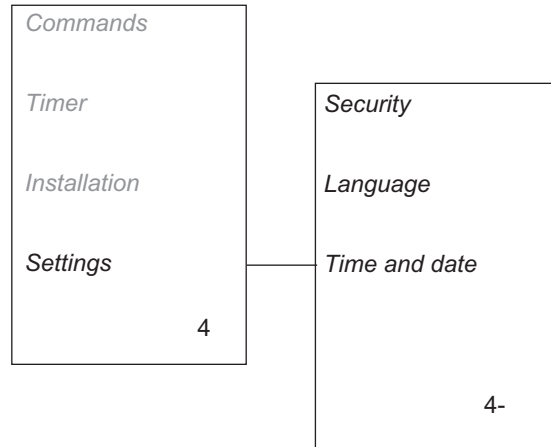 Commands
Timer
Installation
Settings
4
Security
Language
Time and date
4-